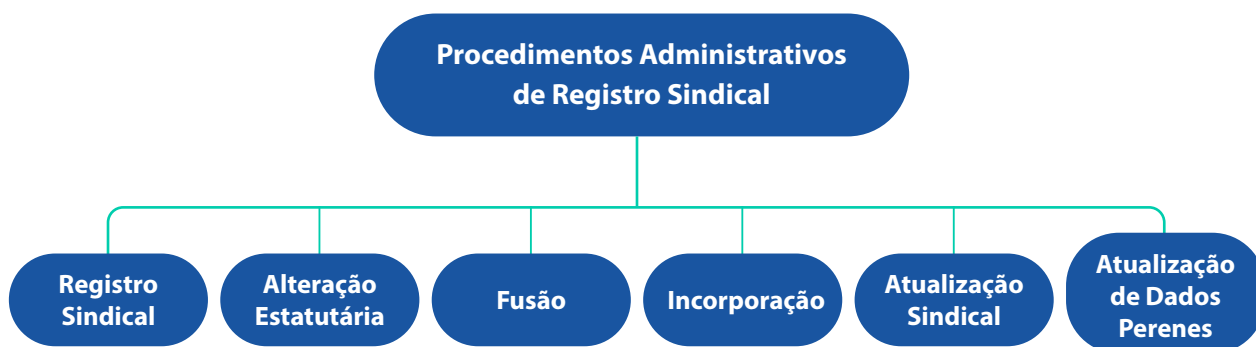 Procedimentos Administrativos
de Registro Sindical
Registro
Sindical
Alteração
Estatutária
Fusão
Incorporação
Atualização
Sindical
Atualização
de Dados
Perenes